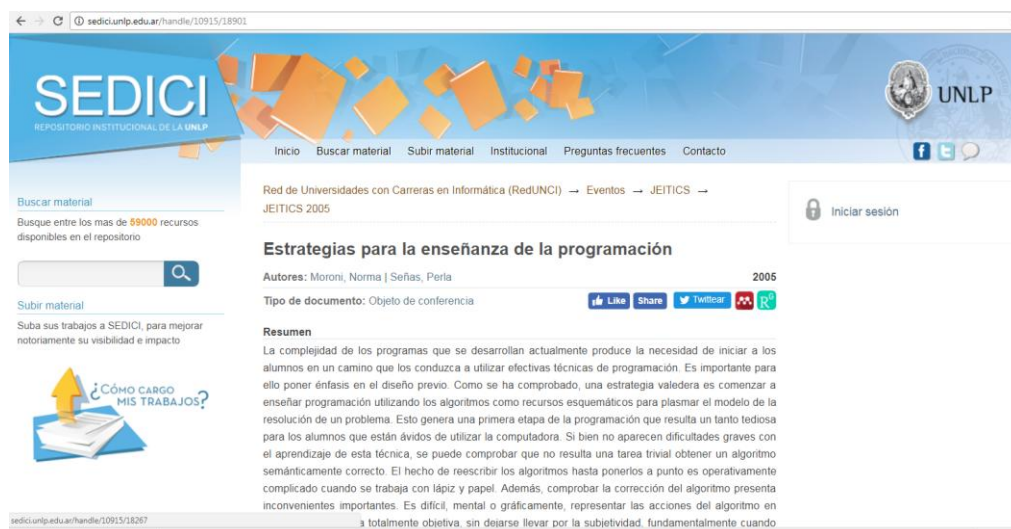 sedici.unlp.edu.ar/handle/10915/18901
SEDICI
REPOSITORIO INSTITUCIONAL DE LA UNLP
UNLP
Inicio Buscar material Subir material Institucional Preguntas frecuentes Contacto
Buscar material
Busque entre los mas de 59000 recursos
disponibles en el repositorio
Subir material
Suba sus trabajos a SEDICI, para mejorar
notoriamente su visibilidad e impacto
¿CÓMO CARGO
MIS TRABAJOS?
Red de Universidades con Carreras en Informática (RedUNCI) → Eventos → JEITICS →
JEITICS 2005
Estrategias para la enseñanza de la programación
Autores: Moroni, Norma | Señas, Perla 2005
Tipo de documento: Objeto de conferencia Like Share Twittear
Resumen
La complejidad de los programas que se desarrollan actualmente produce la necesidad de iniciar a los
alumnos en un camino que los conduzca a utilizar efectivas técnicas de programación. Es importante para
ello poner énfasis en el diseño previo. Como se ha comprobado, una estrategia valedera es comenzar a
enseñar programación utilizando los algoritmos como recursos esquemáticos para plasmar el modelo de la
resolución de un problema. Esto genera una primera etapa de la programación que resulta un tanto tediosa
para los alumnos que están ávidos de utilizar la computadora. Si bien no aparecen dificultades graves con
el aprendizaje de esta técnica, se puede comprobar que no resulta una tarea trivial obtener un algoritmo
semánticamente correcto. El hecho de reescribir los algoritmos hasta ponerlos a punto es operativamente
complicado cuando se trabaja con lápiz y papel. Además, comprobar la corrección del algoritmo presenta
inconvenientes importantes. Es difícil, mental o gráficamente, representar las acciones del algoritmo en
a totalmente objetiva, sin dejarse llevar por la subjetividad, fundamentalmente cuando
Iniciar sesión
sedici.unlp.edu.ar/handle/10915/18267